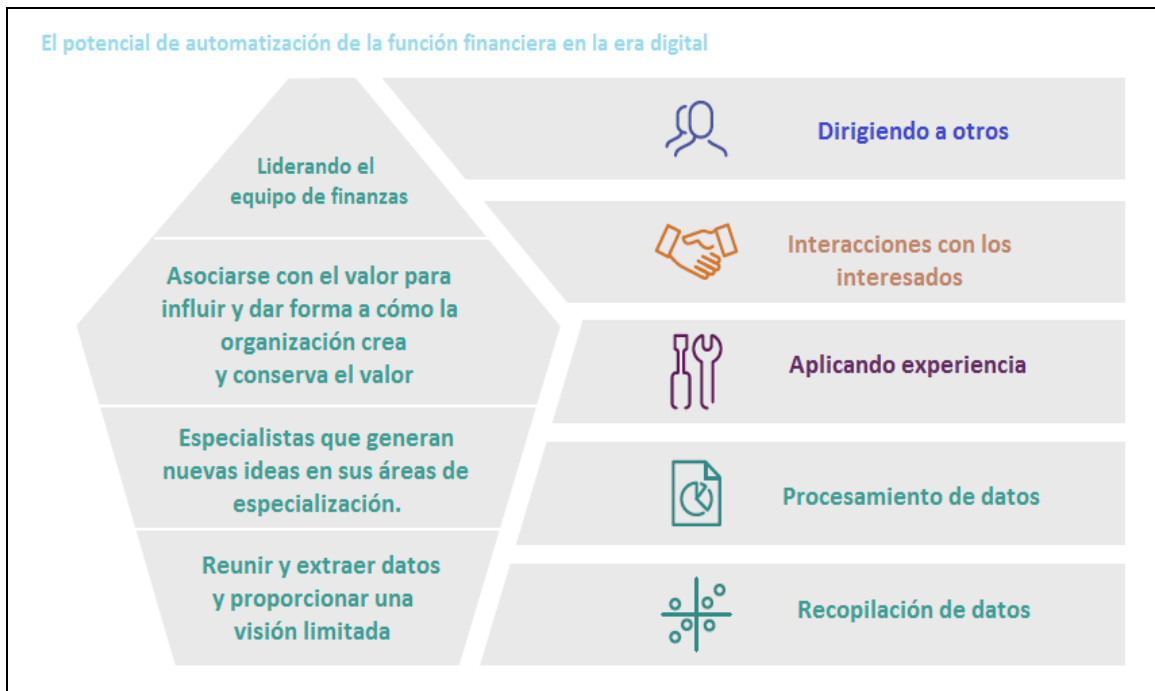 El potencial de automatización de la función financiera en la era digital
Liderando el
equipo de finanzas
Asociarse con el valor para
influir y dar forma a cómo la
organización crea
y conserva el valor
Especialistas que generan
nuevas ideas en sus áreas de
especialización.
Reunir y extraer datos
y proporcionar una
visión limitada
Dirigiendo a otros
Interacciones con los
interesados
Aplicando experiencia
Procesamiento de datos
Recopilación de datos